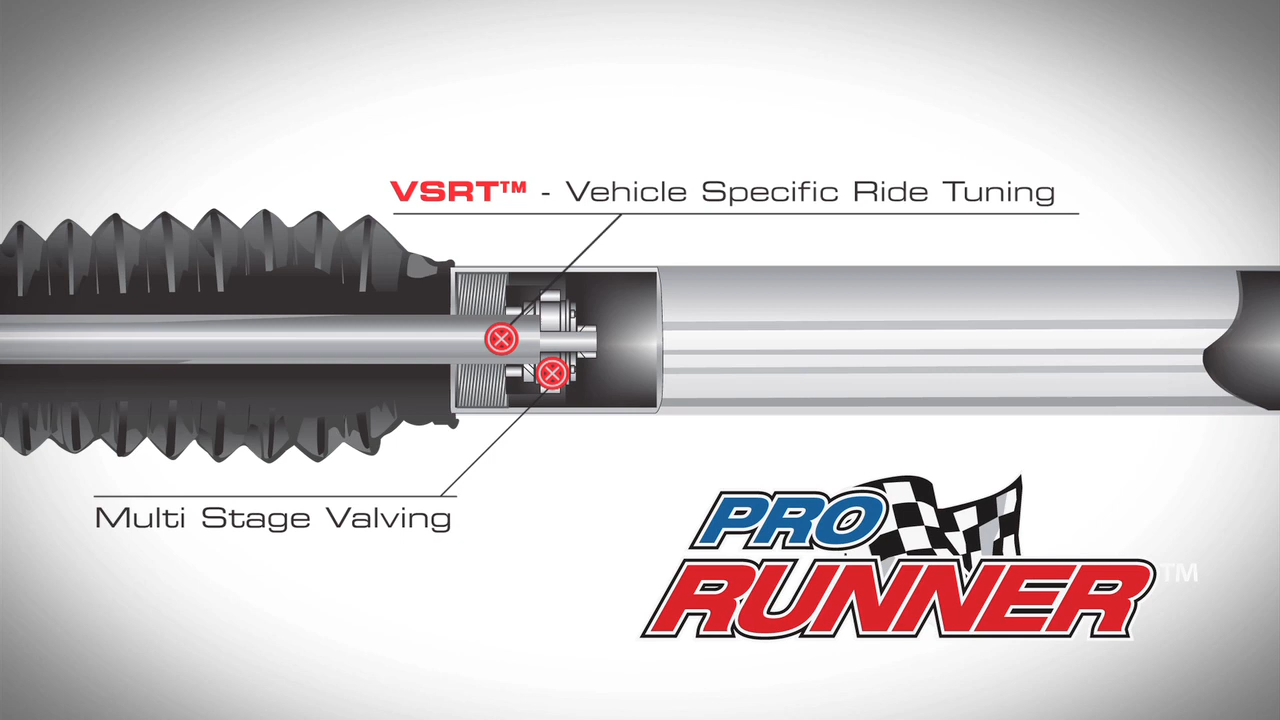 VSRT™ - Vehicle Specific Ride Tuning
Multi Stage Valving
PRO
RUNNER™